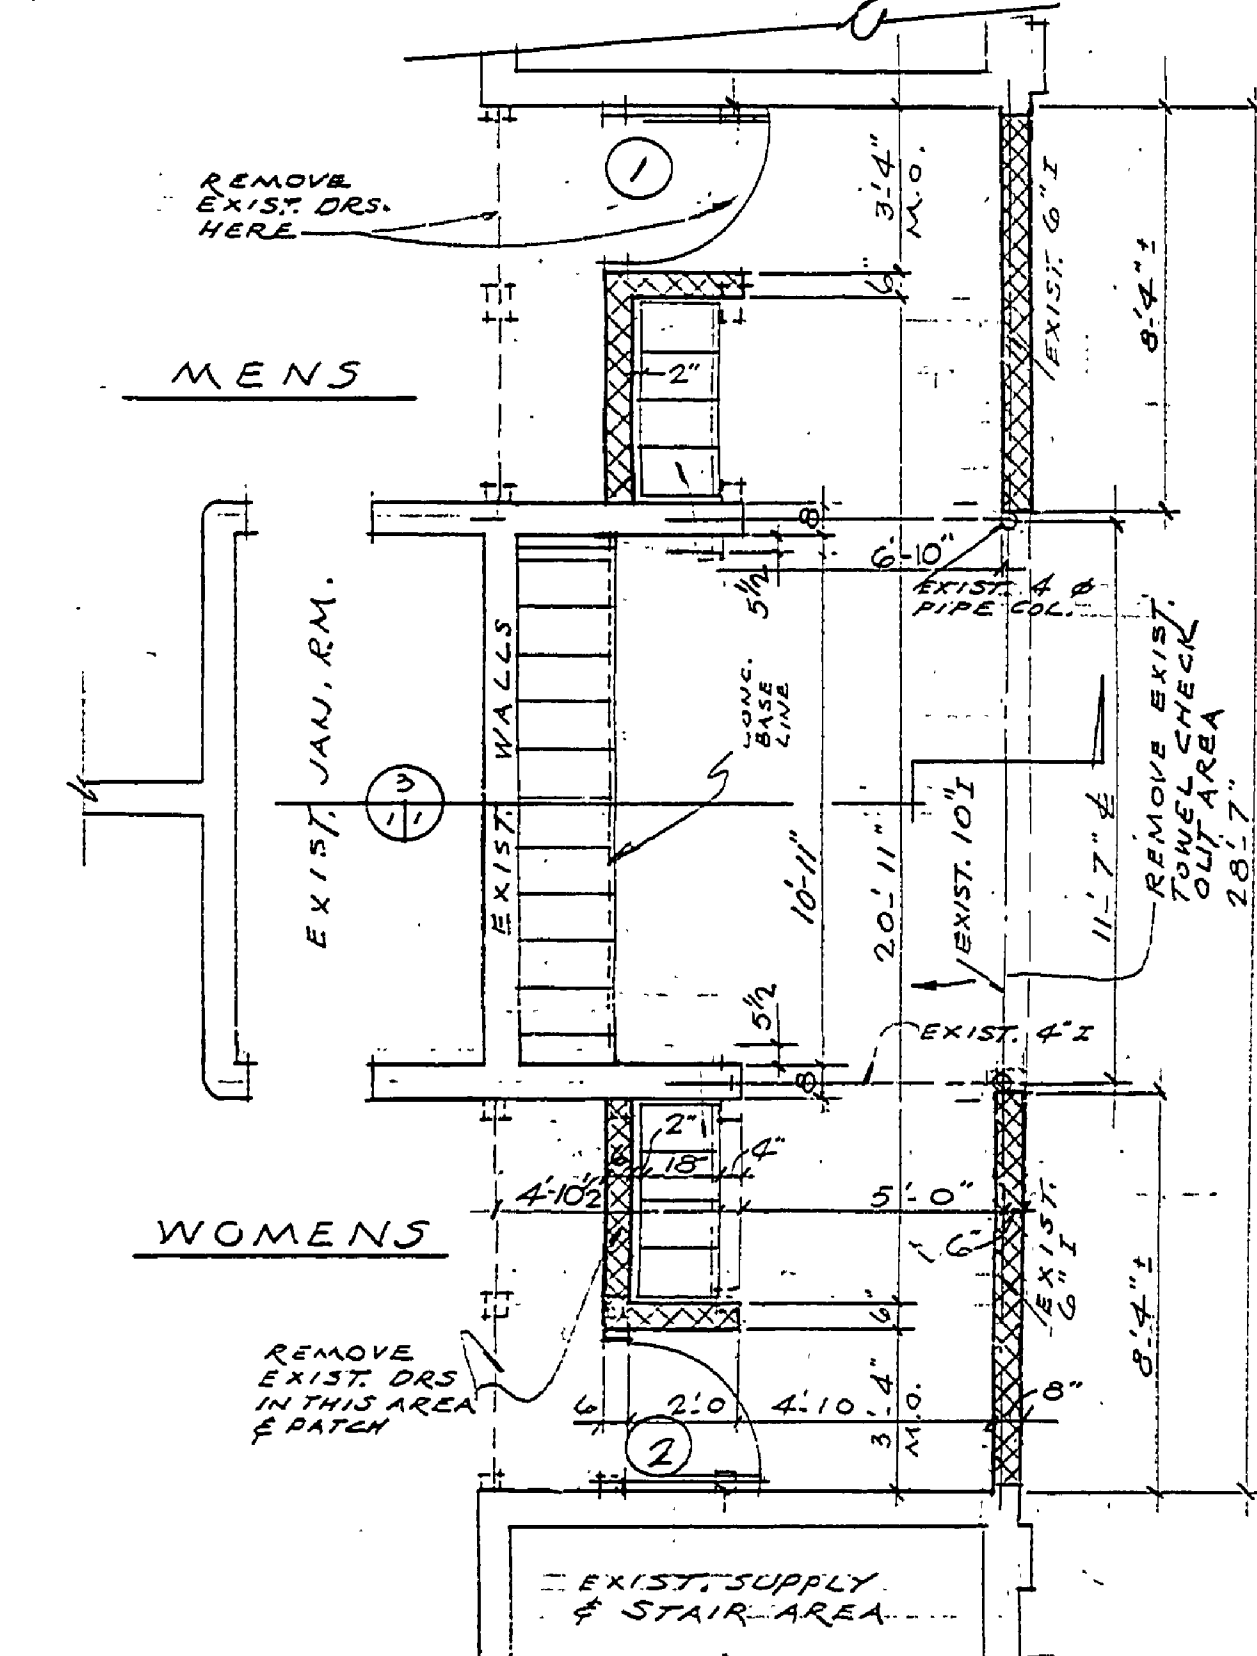 1
REMOVE
EXIST. DRS.
HERE
3'-4"
M.O.
EXIST. 6" I
8'-4" ±
6"
MENS
2"
8
6'-10"
5½
EXIST. 4 ø
PIPE COL.
EXIST. JAN. RM.
EXIST. WALLS
CONC.
BASE
LINE
3
1 1
10'-11"
20'-11"
EXIST. 10" I
11'-7" ±
REMOVE EXIST.
TOWEL CHECK
OUT AREA
28'-7"
5½
EXIST. 4" I
8
2"
6
18
4"
4'-10½
5'-0"
WOMENS
6"
EXIST.
6" I
6"
8'-4" ±
REMOVE
EXIST. DRS
IN THIS AREA
& PATCH
6
2'-0
4'-10
3'-4"
M.O.
8"
2
EXIST. SUPPLY
& STAIR AREA